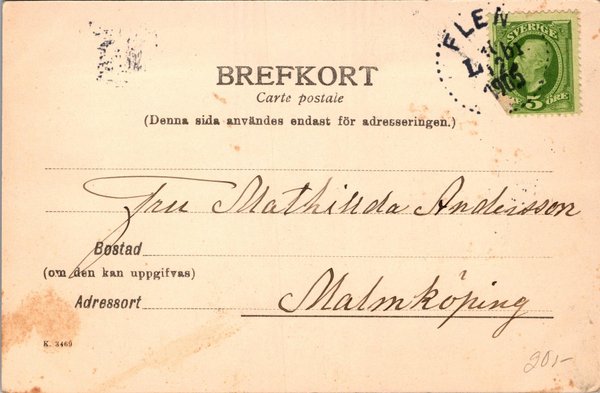 FLEN
SVERIGE
1905
5 ÖRE
BREFKORT
Carte postale
(Denna sida användes endast för adresseringen.)
Fru Mathilda Andersson
Bostad
(om den kan uppgifvas)
Adressort
Malmköping
K. 3469
20,-